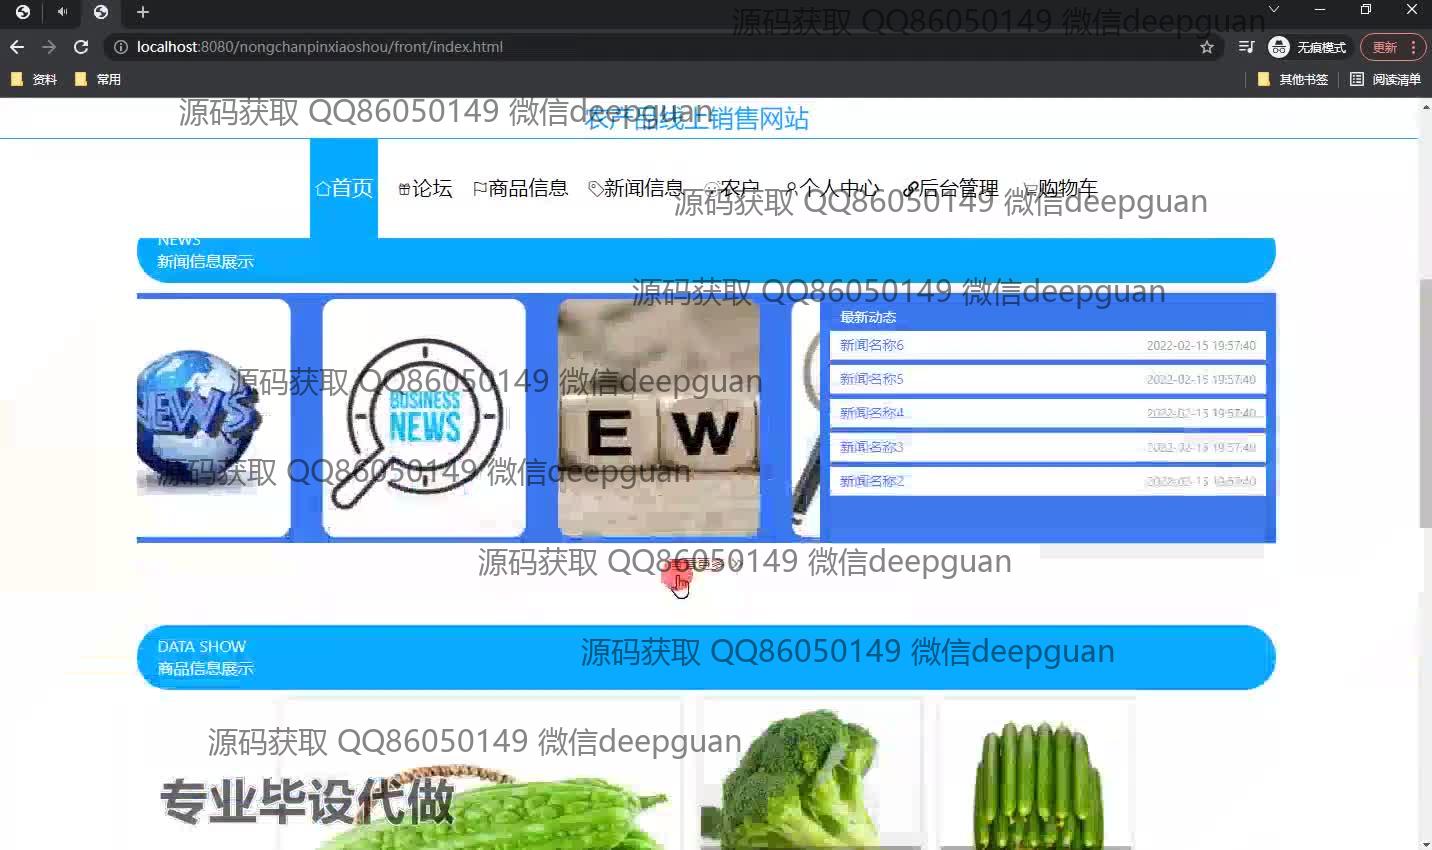 源码获取 QQ86050149 微信deepguan
localhost:8080/nongchanpinxiaoshou/front/index.html
无痕模式
更新
资料
常用
其他书签
阅读清单
源码获取 QQ86050149 微信deepguan
农产品线上销售网站
首页
论坛
商品信息
新闻信息
农户
个人中心
后台管理
购物车
源码获取 QQ86050149 微信deepguan
NEWS
新闻信息展示
源码获取 QQ86050149 微信deepguan
最新动态
新闻名称6 2022-02-15 19:57:40
新闻名称5 2022-02-15 19:57:40
新闻名称4 2022-02-15 19:57:40
新闻名称3 2022-02-15 19:57:40
新闻名称2 2022-02-15 19:57:40
NEWS
BUSINESS
NEWS
E W
源码获取 QQ86050149 微信deepguan
源码获取 QQ86050149 微信deepguan
源码获取 QQ86050149 微信deepguan
DATA SHOW
商品信息展示
源码获取 QQ86050149 微信deepguan
源码获取 QQ86050149 微信deepguan
专业毕设代做